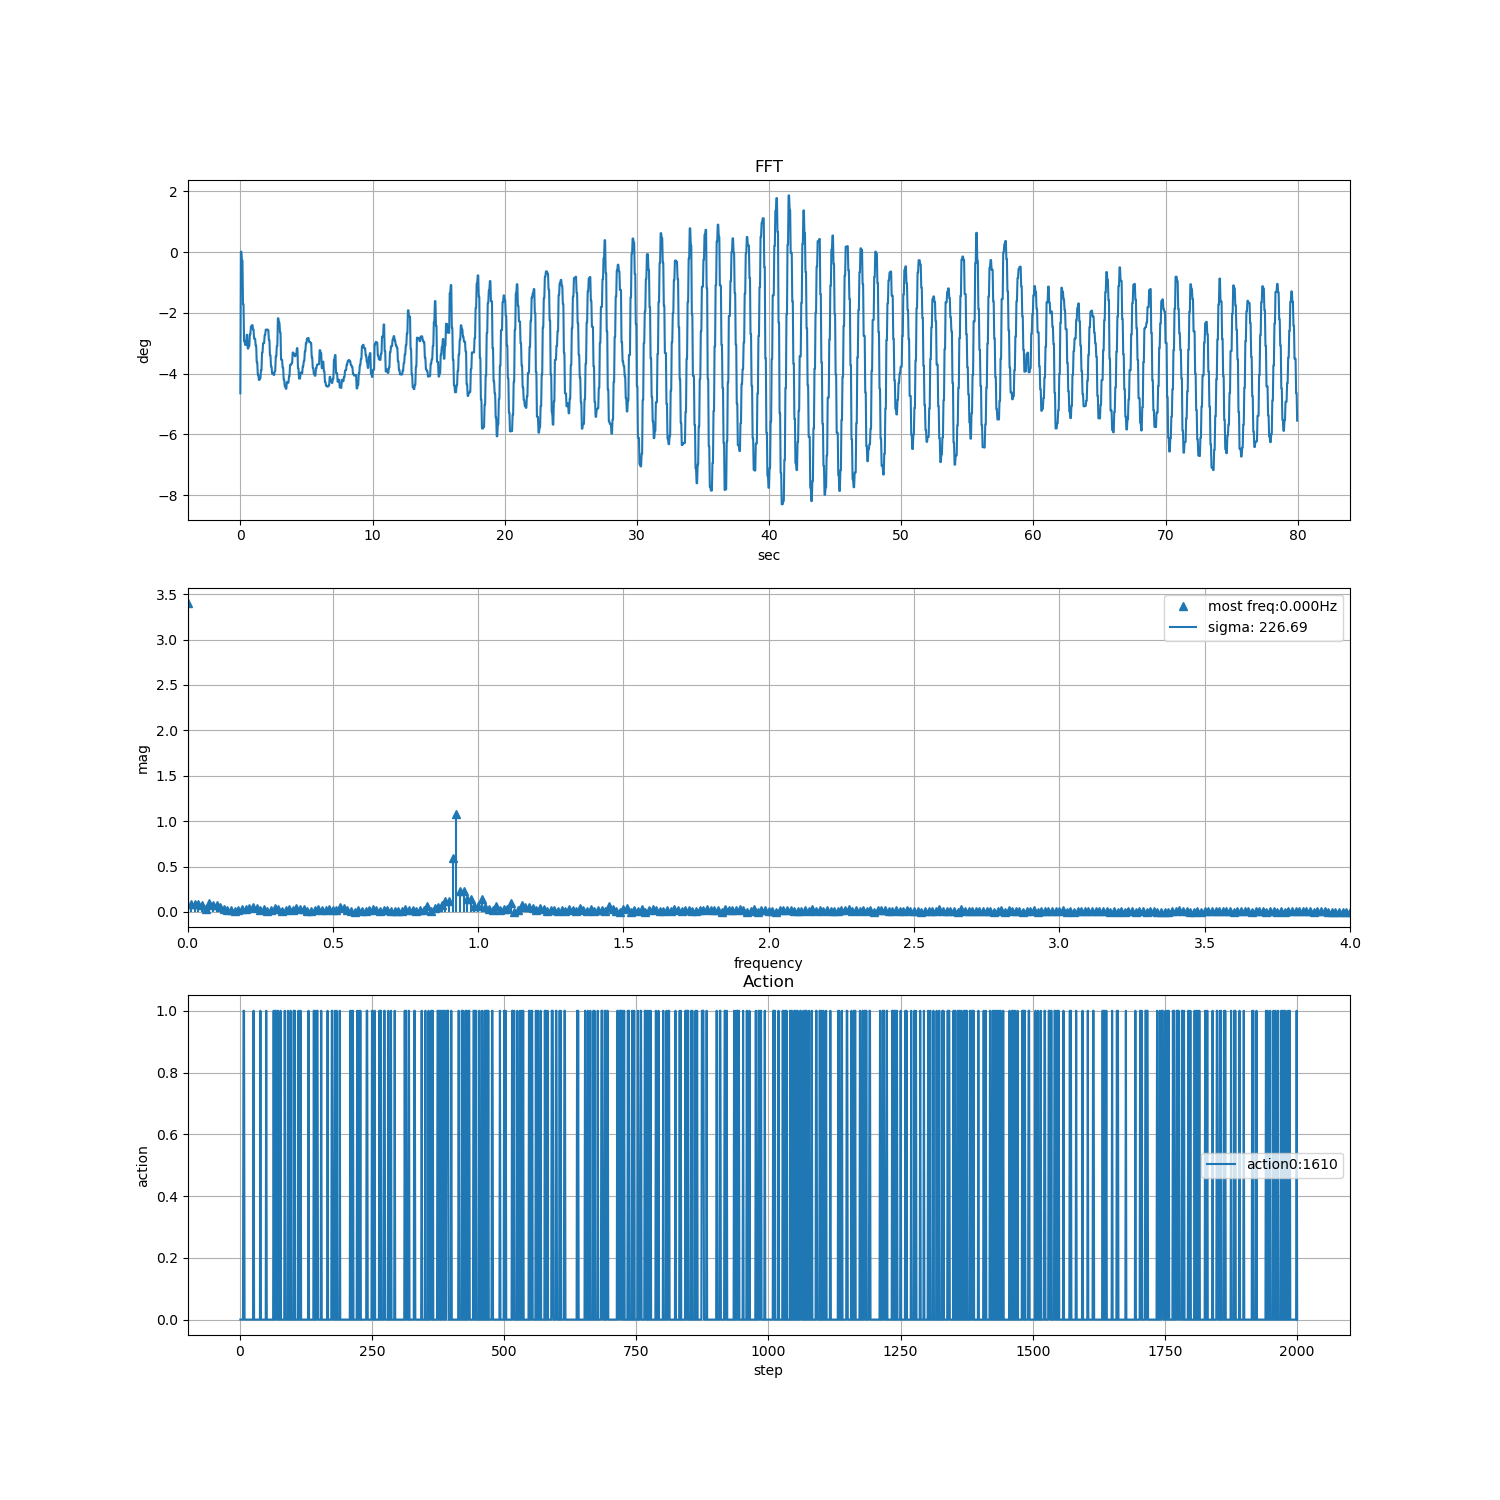 FFT
2
0
−2
−4
−6
−8
deg
0 10 20 30 40 50 60 70 80
sec
3.5
3.0
2.5
2.0
1.5
1.0
0.5
0.0
mag
most freq:0.000Hz
sigma: 226.69
0.0 0.5 1.0 1.5 2.0 2.5 3.0 3.5 4.0
frequency
Action
1.0
0.8
0.6
0.4
0.2
0.0
action
action0:1610
0 250 500 750 1000 1250 1500 1750 2000
step